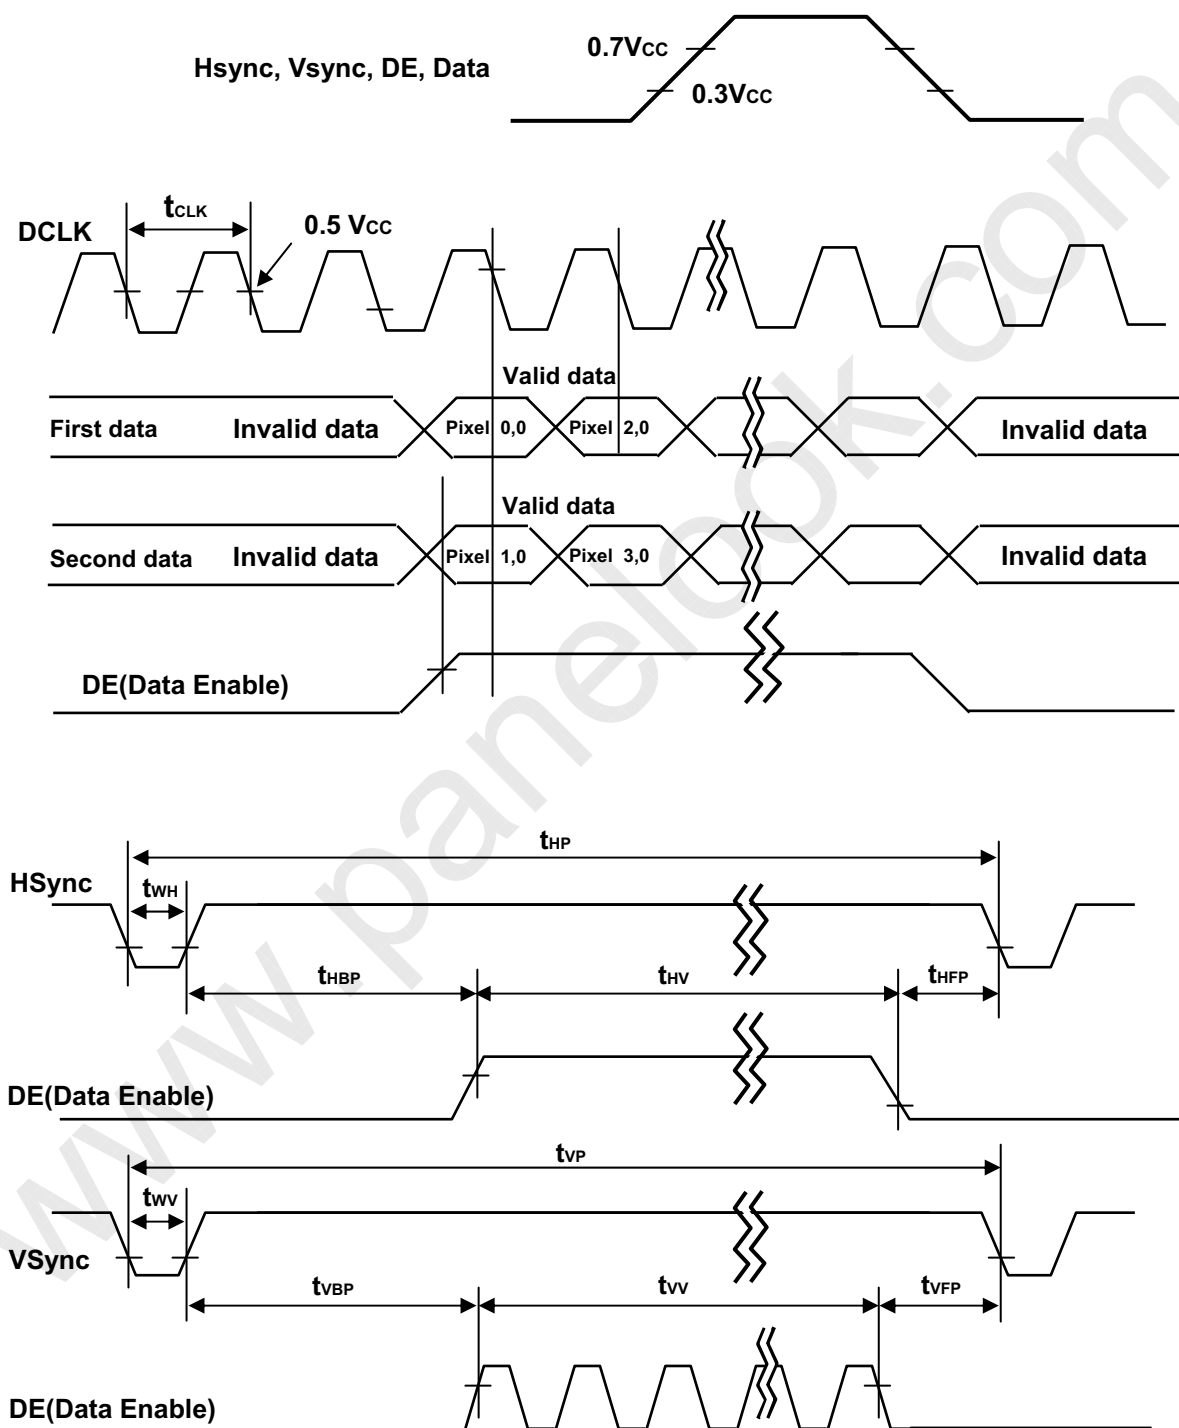 0.7VCC
Hsync, Vsync, DE, Data
0.3VCC
tCLK
DCLK
0.5 VCC
Valid data
First data Invalid data Pixel 0,0 Pixel 2,0 Invalid data
Valid data
Second data Invalid data Pixel 1,0 Pixel 3,0 Invalid data
DE(Data Enable)
tHP
HSync
tWH
tHBP tHV tHFP
DE(Data Enable)
tVP
tWV
VSync
tVBP tVV tVFP
DE(Data Enable)
www.panelook.com